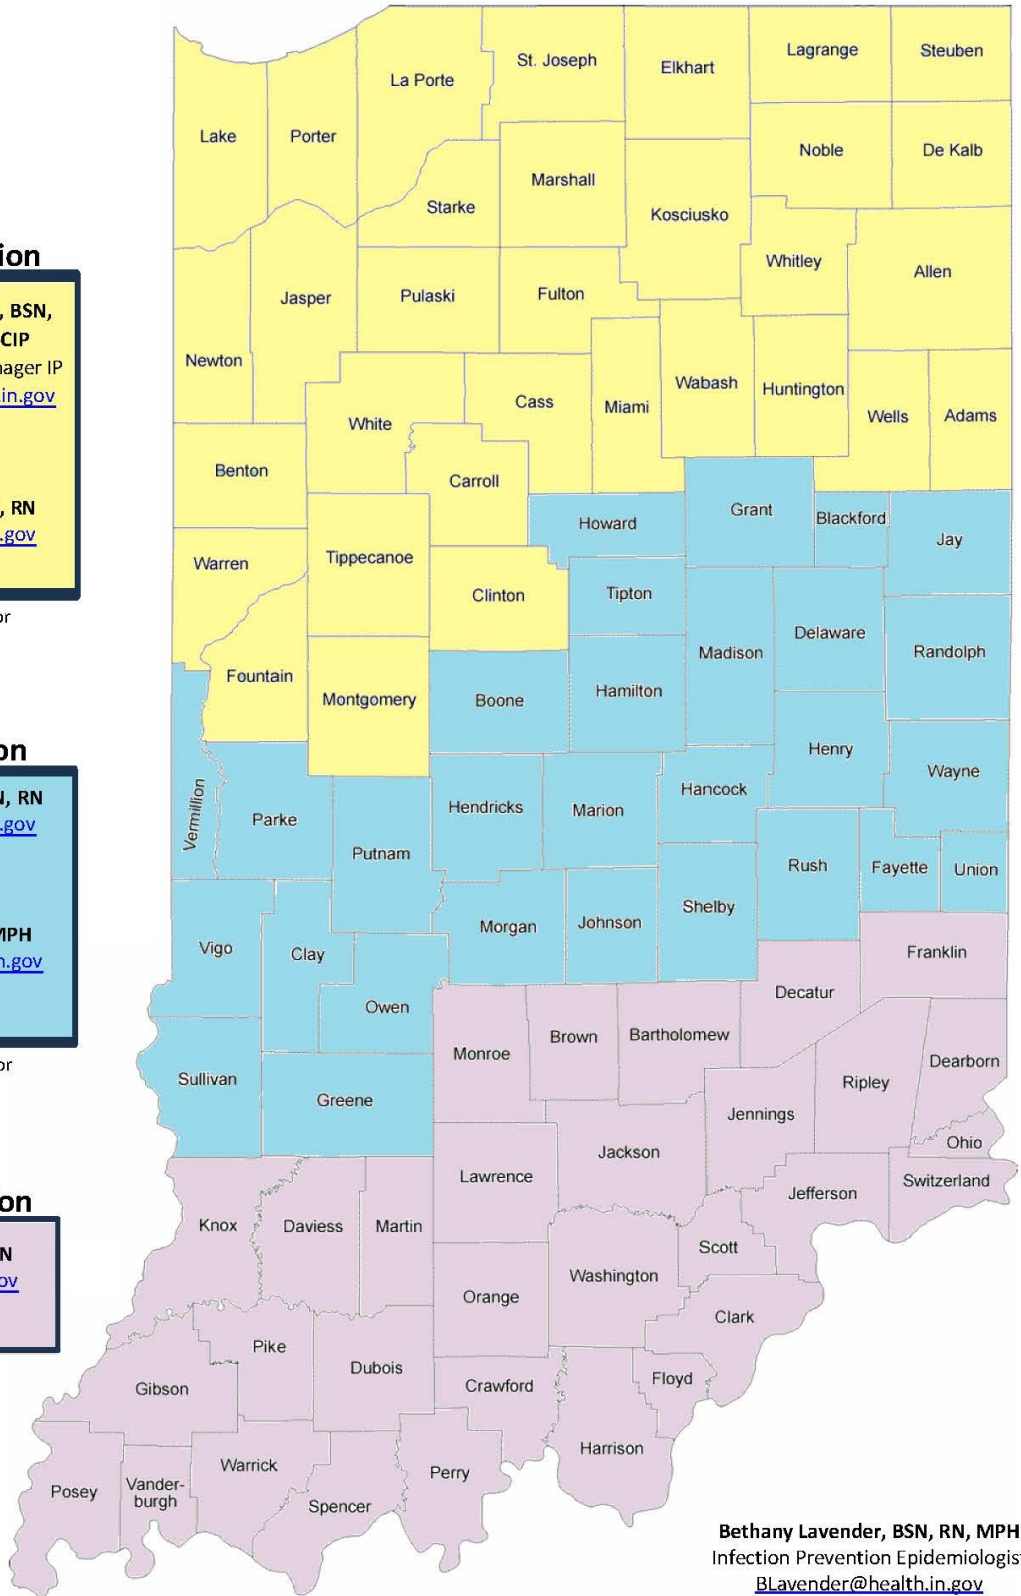 ion
, BSN,
CIP
nager IP
.in.gov
, RN
.gov
or
on
N, RN
.gov
MPH
n.gov
or
on
N
ov
Lake
Porter
La Porte
St. Joseph
Elkhart
Lagrange
Steuben
Noble
De Kalb
Starke
Marshall
Kosciusko
Whitley
Allen
Newton
Jasper
Pulaski
Fulton
White
Cass
Miami
Wabash
Huntington
Wells
Adams
Benton
Carroll
Warren
Tippecanoe
Clinton
Fountain
Montgomery
Howard
Grant
Blackford
Jay
Tipton
Madison
Delaware
Randolph
Boone
Hamilton
Henry
Wayne
Vermillion
Parke
Putnam
Hendricks
Marion
Hancock
Rush
Fayette
Union
Vigo
Clay
Owen
Morgan
Johnson
Shelby
Sullivan
Greene
Franklin
Decatur
Monroe
Brown
Bartholomew
Dearborn
Ripley
Jennings
Ohio
Switzerland
Jefferson
Jackson
Lawrence
Knox
Daviess
Martin
Scott
Washington
Orange
Clark
Pike
Dubois
Gibson
Crawford
Floyd
Harrison
Posey
Vander-
burgh
Warrick
Spencer
Perry
Bethany Lavender, BSN, RN, MPH
Infection Prevention Epidemiologist
BLavender@health.in.gov